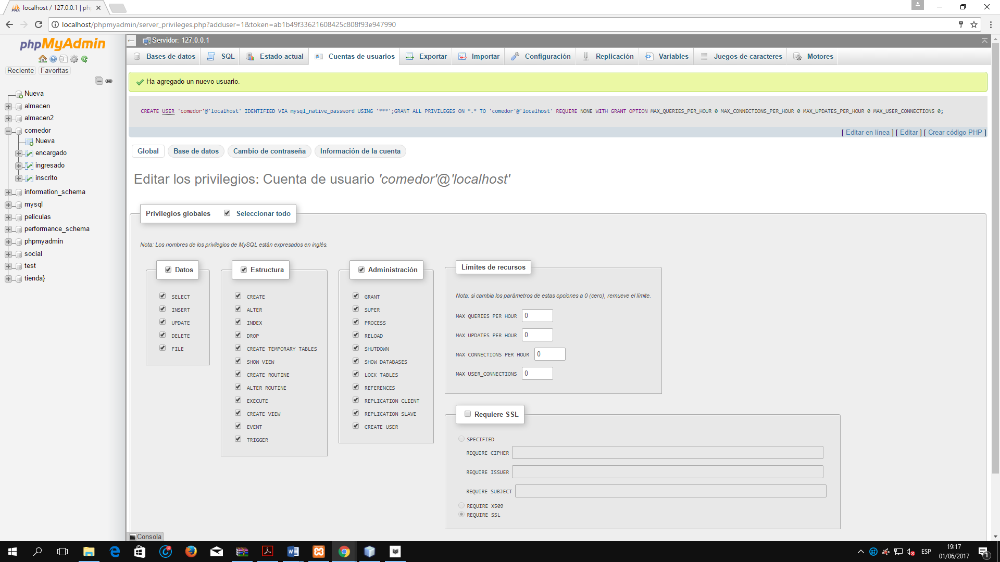 localhost / 127.0.0.1 | ph
localhost/phpmyadmin/server_privileges.php?adduser=1&token=ab1b49f33621608425c808f93e947990
phpMyAdmin
Reciente Favoritas
Nueva
almacen
almacen2
comedor
Nueva
encargado
ingresado
inscrito
information_schema
mysql
peliculas
performance_schema
phpmyadmin
social
test
tienda}
Servidor: 127.0.0.1
Bases de datos SQL Estado actual Cuentas de usuarios Exportar Importar Configuración Replicación Variables Juegos de caracteres Motores
Ha agregado un nuevo usuario.
CREATE USER 'comedor'@'localhost' IDENTIFIED VIA mysql_native_password USING '***';GRANT ALL PRIVILEGES ON *.* TO 'comedor'@'localhost' REQUIRE NONE WITH GRANT OPTION MAX_QUERIES_PER_HOUR 0 MAX_CONNECTIONS_PER_HOUR 0 MAX_UPDATES_PER_HOUR 0 MAX_USER_CONNECTIONS 0;
[ Editar en línea ] [ Editar ] [ Crear código PHP ]
Global Base de datos Cambio de contraseña Información de la cuenta
Editar los privilegios: Cuenta de usuario 'comedor'@'localhost'
Privilegios globales Seleccionar todo
Nota: Los nombres de los privilegios de MySQL están expresados en inglés.
Datos
SELECT
INSERT
UPDATE
DELETE
FILE
Estructura
CREATE
ALTER
INDEX
DROP
CREATE TEMPORARY TABLES
SHOW VIEW
CREATE ROUTINE
ALTER ROUTINE
EXECUTE
CREATE VIEW
EVENT
TRIGGER
Administración
GRANT
SUPER
PROCESS
RELOAD
SHUTDOWN
SHOW DATABASES
LOCK TABLES
REFERENCES
REPLICATION CLIENT
REPLICATION SLAVE
CREATE USER
Límites de recursos
Nota: si cambia los parámetros de estas opciones a 0 (cero), remueve el límite.
MAX QUERIES PER HOUR 0
MAX UPDATES PER HOUR 0
MAX CONNECTIONS PER HOUR 0
MAX USER_CONNECTIONS 0
Requiere SSL
SPECIFIED
REQUIRE CIPHER
REQUIRE ISSUER
REQUIRE SUBJECT
REQUIRE X509
REQUIRE SSL
Consola
ESP
19:17
01/06/2017
1